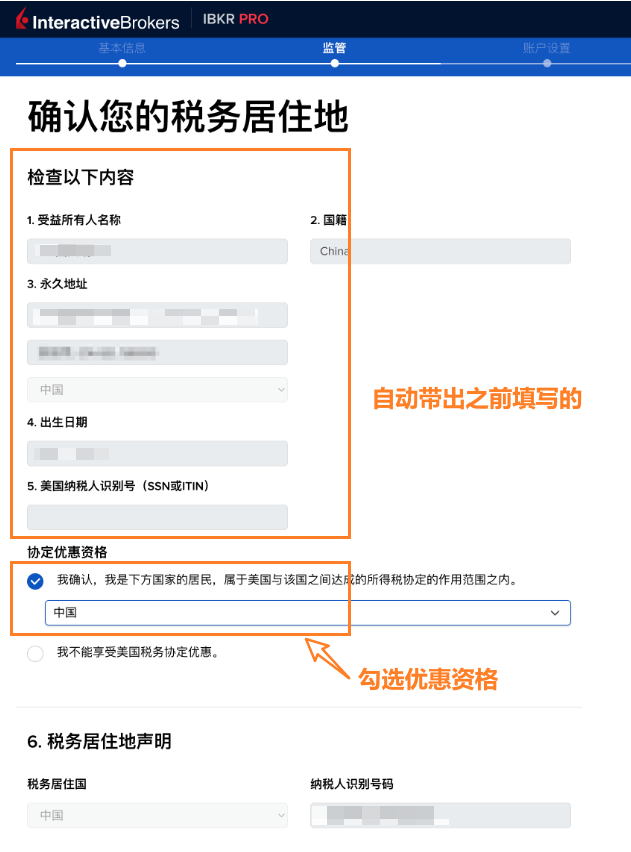 InteractiveBrokers IBKR PRO
基本信息 监管 账户设置
确认您的税务居住地
检查以下内容
1. 受益所有人名称 2. 国籍
China
3. 永久地址
中国
自动带出之前填写的
4. 出生日期
5. 美国纳税人识别号（SSN或ITIN）
协定优惠资格
我确认，我是下方国家的居民，属于美国与该国之间达成的所得税协定的作用范围之内。
中国
我不能享受美国税务协定优惠。
勾选优惠资格
6. 税务居住地声明
税务居住国 纳税人识别号码
中国